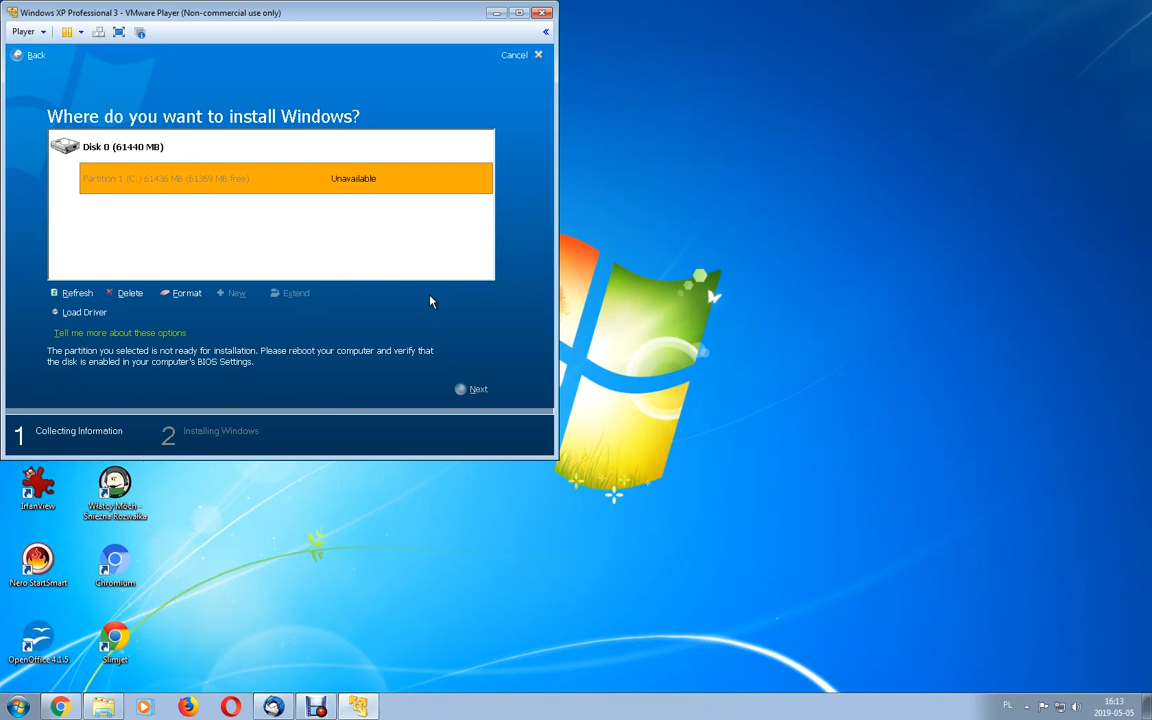 Windows XP Professional 3 - VMware Player (Non-commercial use only)
Player
Back
Cancel
Where do you want to install Windows?
Disk 0 (61440 MB)
Partition 1 (C:) 61436 MB (61369 MB free) Unavailable
Refresh Delete Format New Extend
Load Driver
Tell me more about these options
The partition you selected is not ready for installation. Please reboot your computer and verify that
the disk is enabled in your computer's BIOS Settings.
Next
1 Collecting Information 2 Installing Windows
IrfanView
Włatcy Móch -
Śnieżna Rozwałka
Nero StartSmart
Chromium
OpenOffice 4.1.5
Slimjet
PL
16:13
2019-05-05